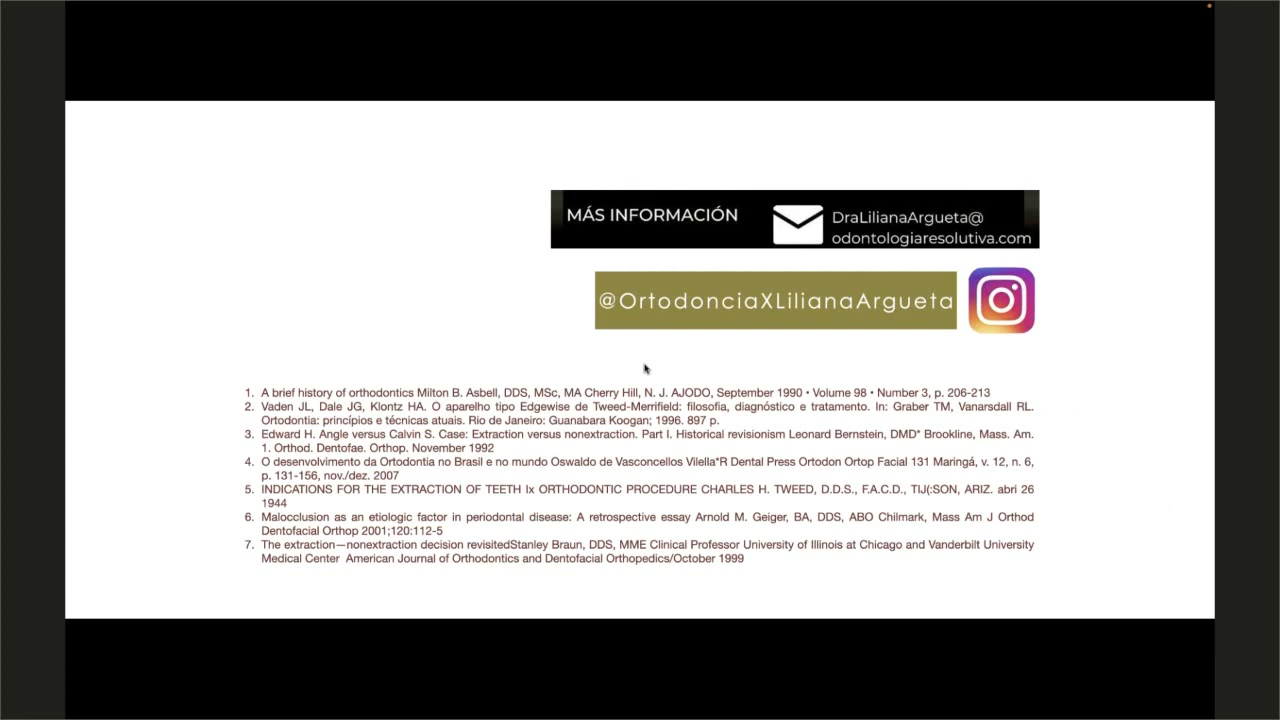 MÁS INFORMACIÓN
DraLilianaArgueta@
odontologiaresolutiva.com
@OrtodonciaXLilianaArgueta
1. A brief history of orthodontics Milton B. Asbell, DDS, MSc, MA Cherry Hill, N. J. AJODO, September 1990 • Volume 98 • Number 3, p. 206-213
2. Vaden JL, Dale JG, Klontz HA. O aparelho tipo Edgewise de Tweed-Merrifield: filosofia, diagnóstico e tratamento. In: Graber TM, Vanarsdall RL.
Ortodontia: princípios e técnicas atuais. Rio de Janeiro: Guanabara Koogan; 1996. 897 p.
3. Edward H. Angle versus Calvin S. Case: Extraction versus nonextraction. Part I. Historical revisionism Leonard Bernstein, DMD* Brookline, Mass. Am.
1. Orthod. Dentofae. Orthop. November 1992
4. O desenvolvimento da Ortodontia no Brasil e no mundo Oswaldo de Vasconcellos Vilella*R Dental Press Ortodon Ortop Facial 131 Maringá, v. 12, n. 6,
p. 131-156, nov./dez. 2007
5. INDICATIONS FOR THE EXTRACTION OF TEETH Ix ORTHODONTIC PROCEDURE CHARLES H. TWEED, D.D.S., F.A.C.D., TIJ(:SON, ARIZ. abri 26
1944
6. Malocclusion as an etiologic factor in periodontal disease: A retrospective essay Arnold M. Geiger, BA, DDS, ABO Chilmark, Mass Am J Orthod
Dentofacial Orthop 2001;120:112-5
7. The extraction—nonextraction decision revisitedStanley Braun, DDS, MME Clinical Professor University of Illinois at Chicago and Vanderbilt University
Medical Center American Journal of Orthodontics and Dentofacial Orthopedics/October 1999